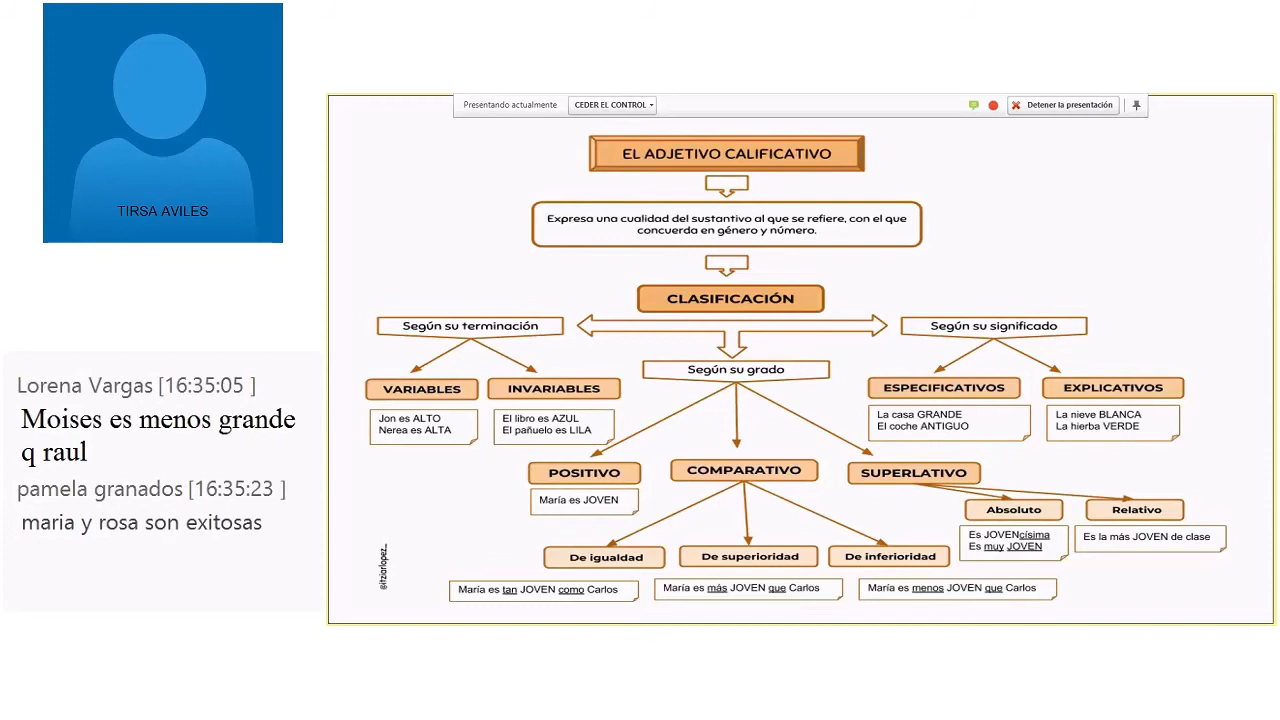 TIRSA AVILES
Lorena Vargas [16:35:05 ]
Moises es menos grande
q raul
pamela granados [16:35:23 ]
maria y rosa son exitosas
Presentando actualmente
CEDER EL CONTROL
Detener la presentación
EL ADJETIVO CALIFICATIVO
Expresa una cualidad del sustantivo al que se refiere, con el que
concuerda en género y número.
CLASIFICACIÓN
Según su terminación
Según su significado
Según su grado
VARIABLES
INVARIABLES
ESPECIFICATIVOS
EXPLICATIVOS
Jon es ALTO
Nerea es ALTA
El libro es AZUL
El pañuelo es LILA
La casa GRANDE
El coche ANTIGUO
La nieve BLANCA
La hierba VERDE
POSITIVO
COMPARATIVO
SUPERLATIVO
María es JOVEN
Absoluto
Relativo
Es JOVENcísima
Es muy JOVEN
Es la más JOVEN de clase
De igualdad
De superioridad
De inferioridad
María es tan JOVEN como Carlos
María es más JOVEN que Carlos
María es menos JOVEN que Carlos
@itziarlopez_